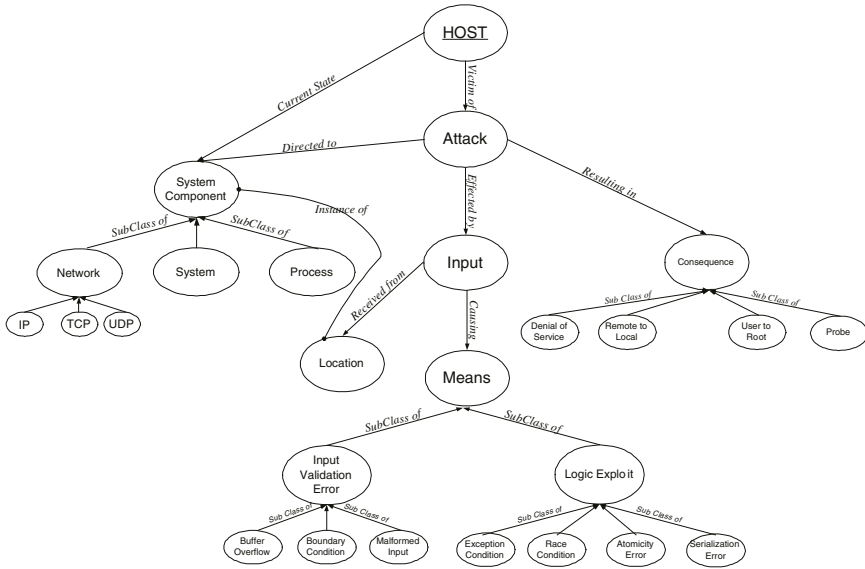 HOST
Current State
Victim of
Directed to
Attack
Resulting in
System
Component
Instance of
Effected by
SubClass of
SubClass of
Network
System
Process
Input
Consequence
Received from
Sub Class of
Sub Class of
IP
TCP
UDP
Causing
Denial of
Service
Remote to
Local
User to
Root
Probe
Location
Means
SubClass of
SubClass of
Input
Validation
Error
Logic Exploit
Sub Class of
Sub Class of
Sub Class of
Sub Class of
Buffer
Overflow
Boundary
Condition
Malformed
Input
Exception
Condition
Race
Condition
Atomicity
Error
Serialization
Error